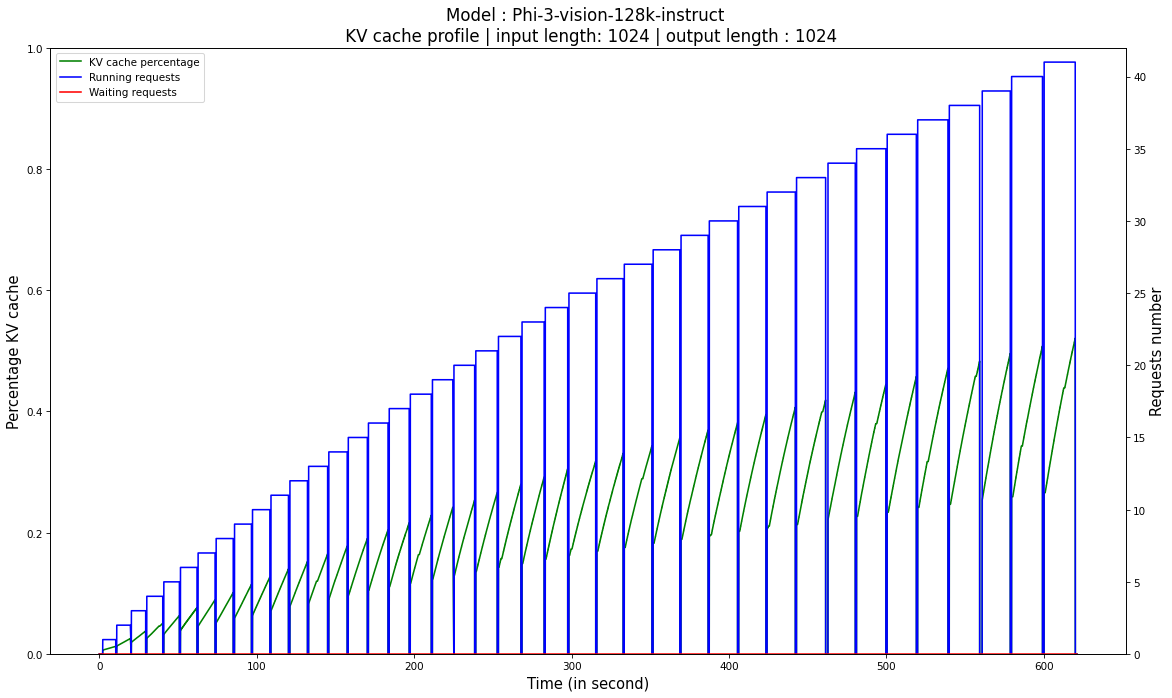 Model : Phi-3-vision-128k-instruct
KV cache profile | input length: 1024 | output length : 1024
KV cache percentage
Running requests
Waiting requests
Percentage KV cache
1.0
0.8
0.6
0.4
0.2
0.0
40
35
30
25
20
15
10
5
0
Requests number
0 100 200 300 400 500 600
Time (in second)